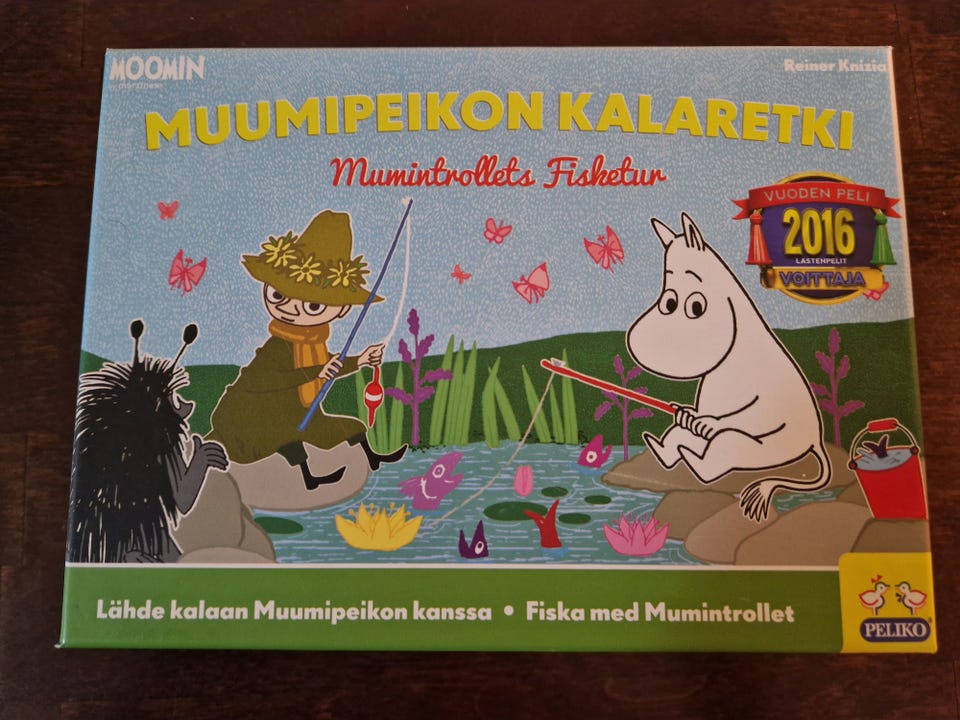 MOOMIN
Reiner Knizia
MUUMIPEIKON KALARETKI
Mumintrollets Fisketur
VUODEN PELI
2016
LASTENPELIT
VOITTAJA
Lähde kalaan Muumipeikon kanssa • Fiska med Mumintrollet
PELIKO